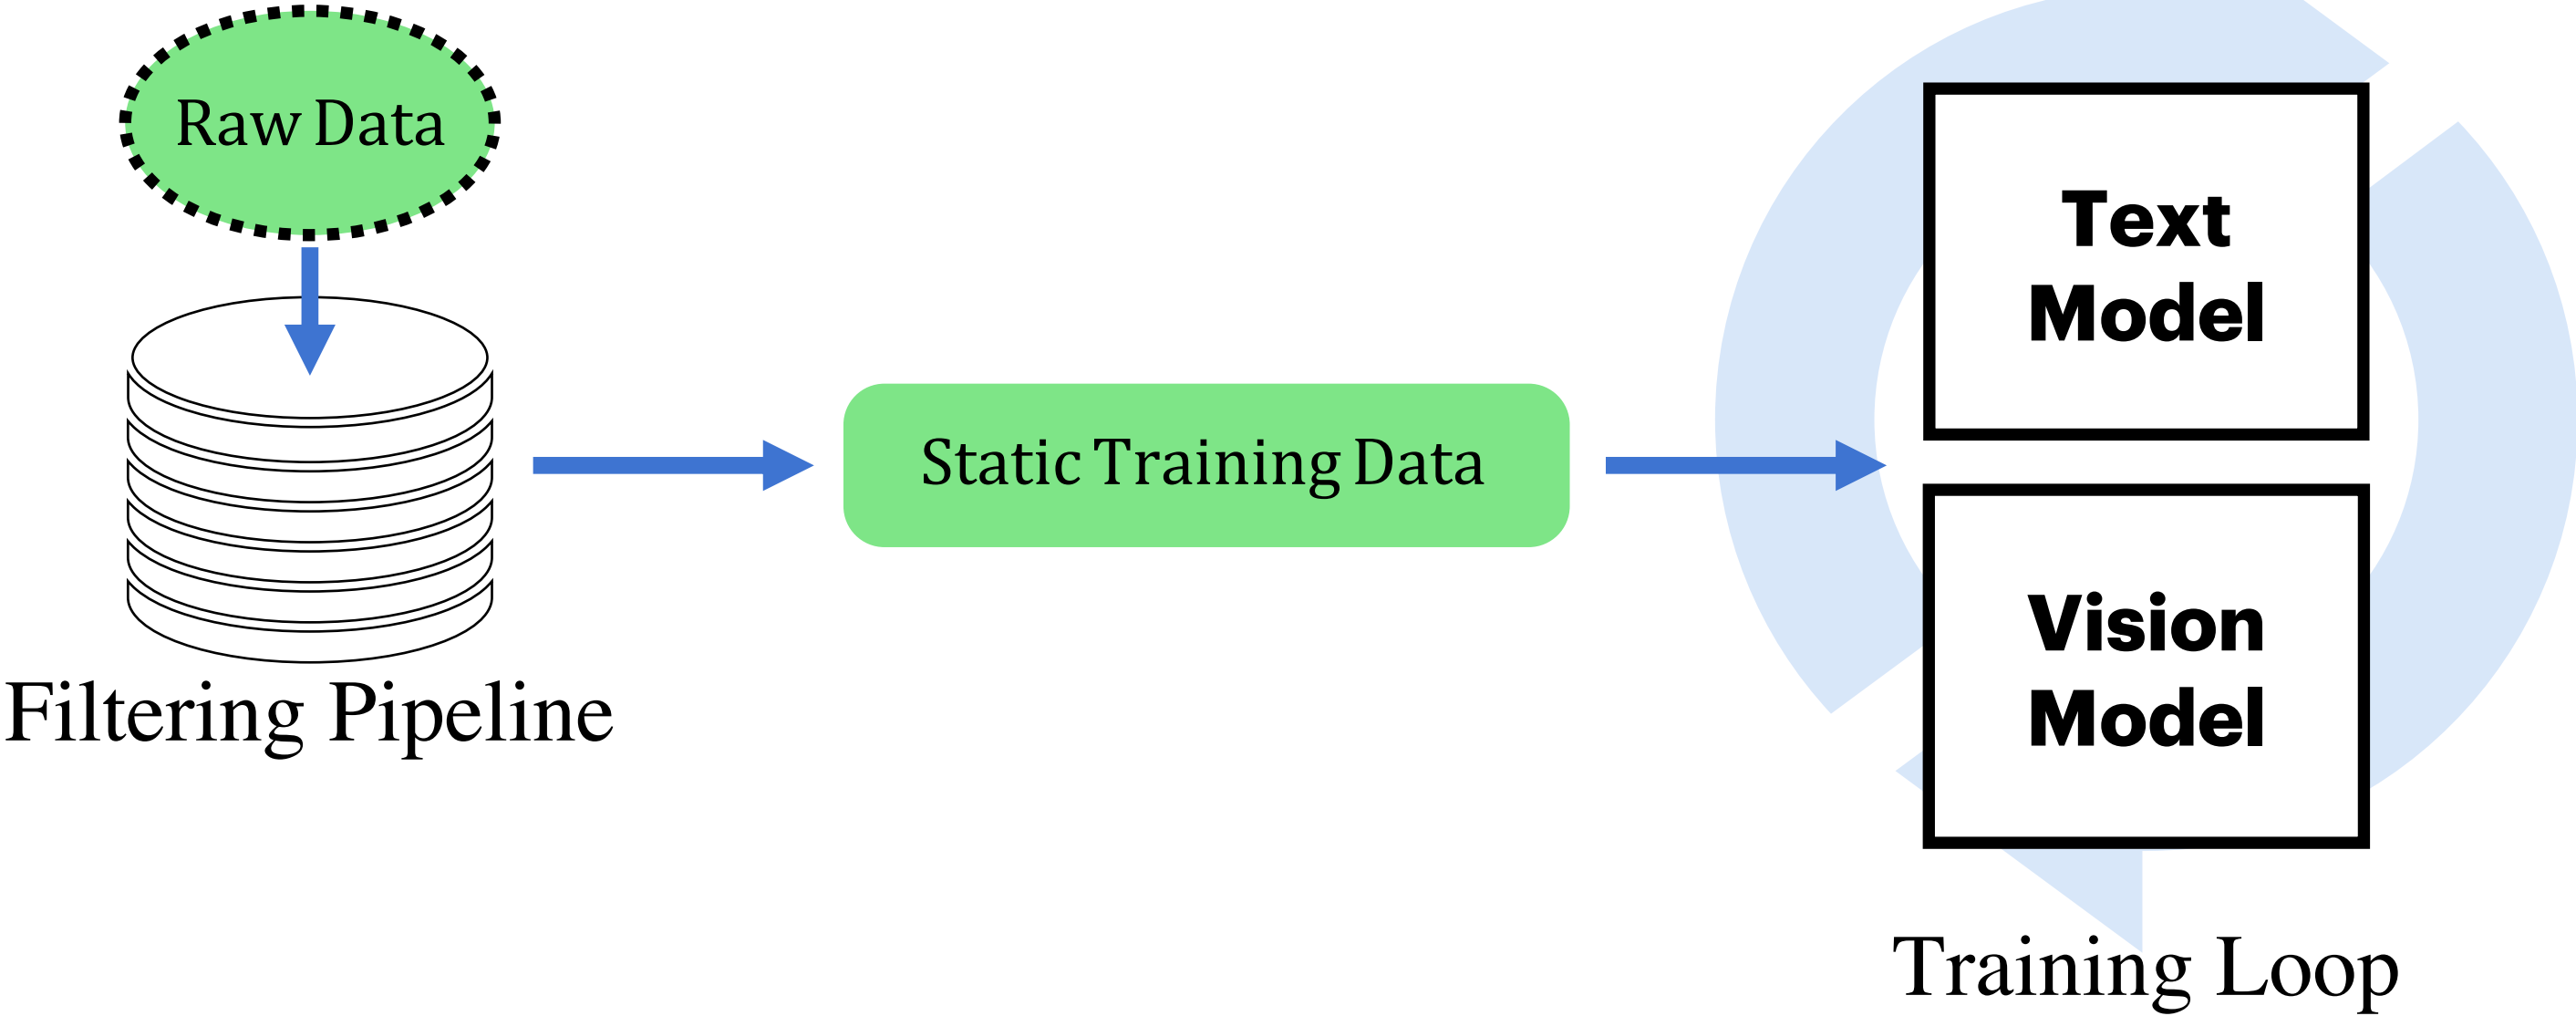 Raw Data
Filtering Pipeline
Static Training Data
Text
Model
Vision
Model
Training Loop